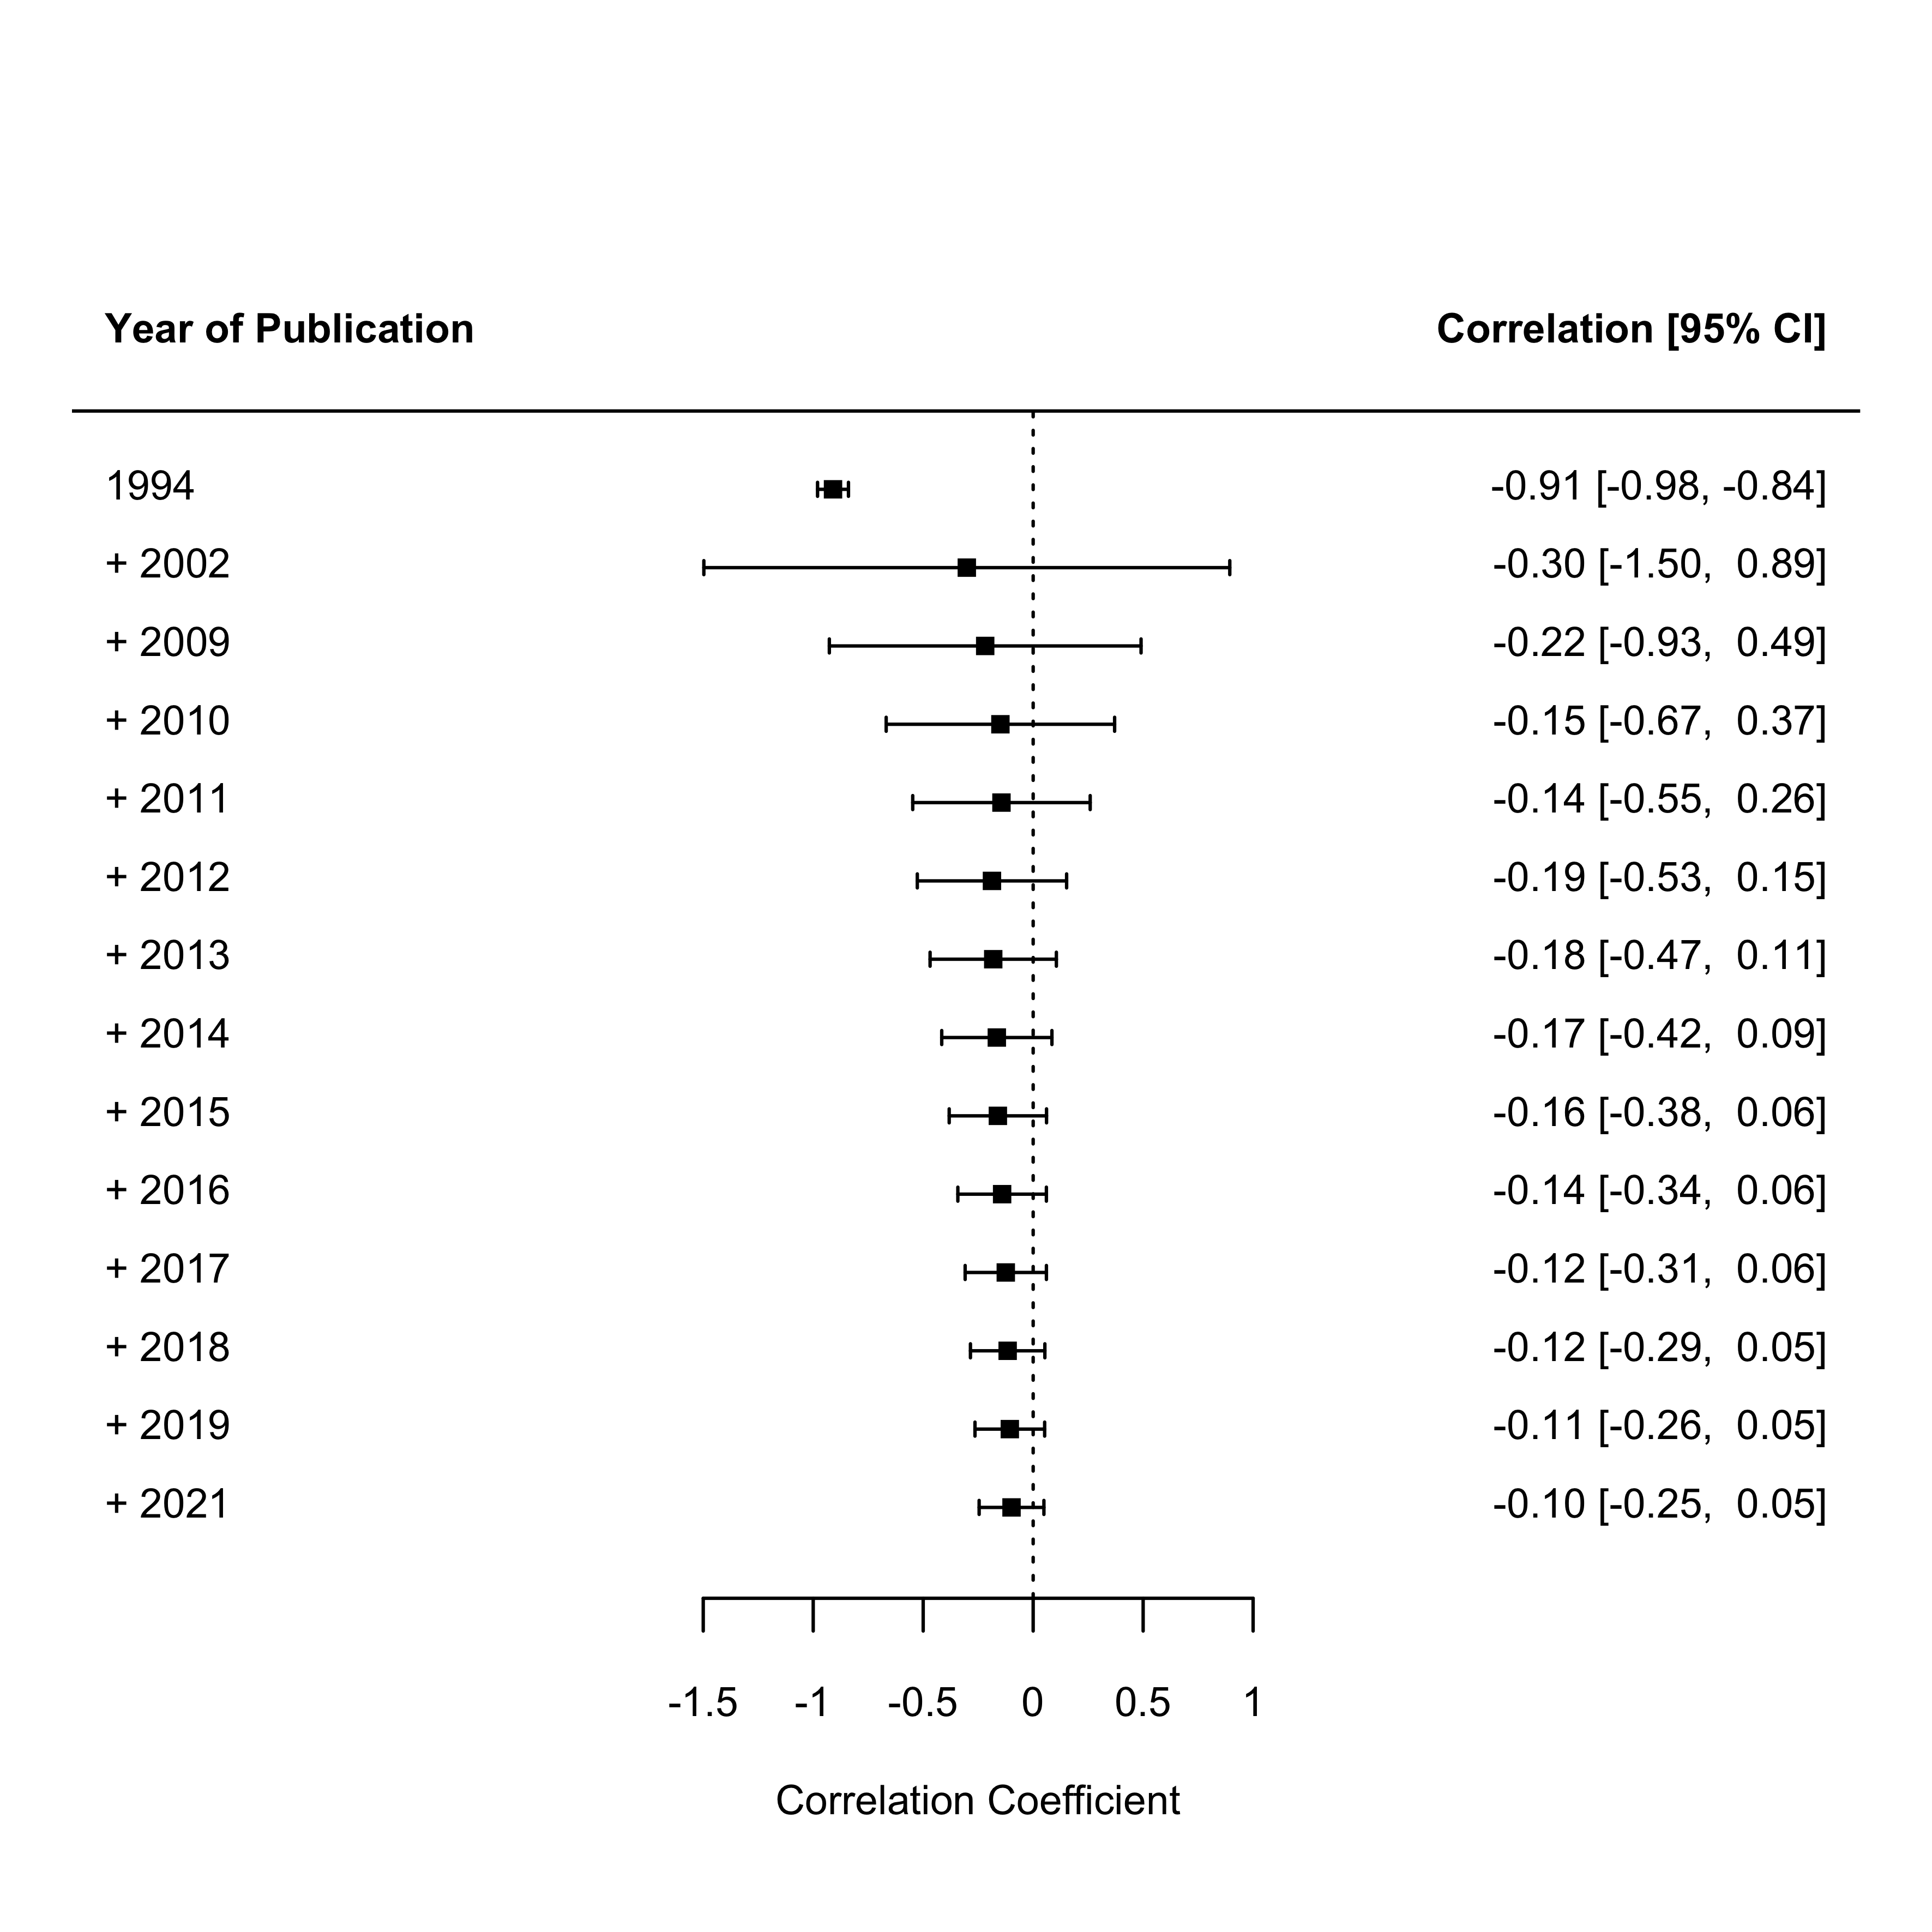 Year of Publication Correlation [95% CI]
1994 -0.91 [-0.98, -0.84]
+ 2002 -0.30 [-1.50, 0.89]
+ 2009 -0.22 [-0.93, 0.49]
+ 2010 -0.15 [-0.67, 0.37]
+ 2011 -0.14 [-0.55, 0.26]
+ 2012 -0.19 [-0.53, 0.15]
+ 2013 -0.18 [-0.47, 0.11]
+ 2014 -0.17 [-0.42, 0.09]
+ 2015 -0.16 [-0.38, 0.06]
+ 2016 -0.14 [-0.34, 0.06]
+ 2017 -0.12 [-0.31, 0.06]
+ 2018 -0.12 [-0.29, 0.05]
+ 2019 -0.11 [-0.26, 0.05]
+ 2021 -0.10 [-0.25, 0.05]
-1.5 -1 -0.5 0 0.5 1
Correlation Coefficient